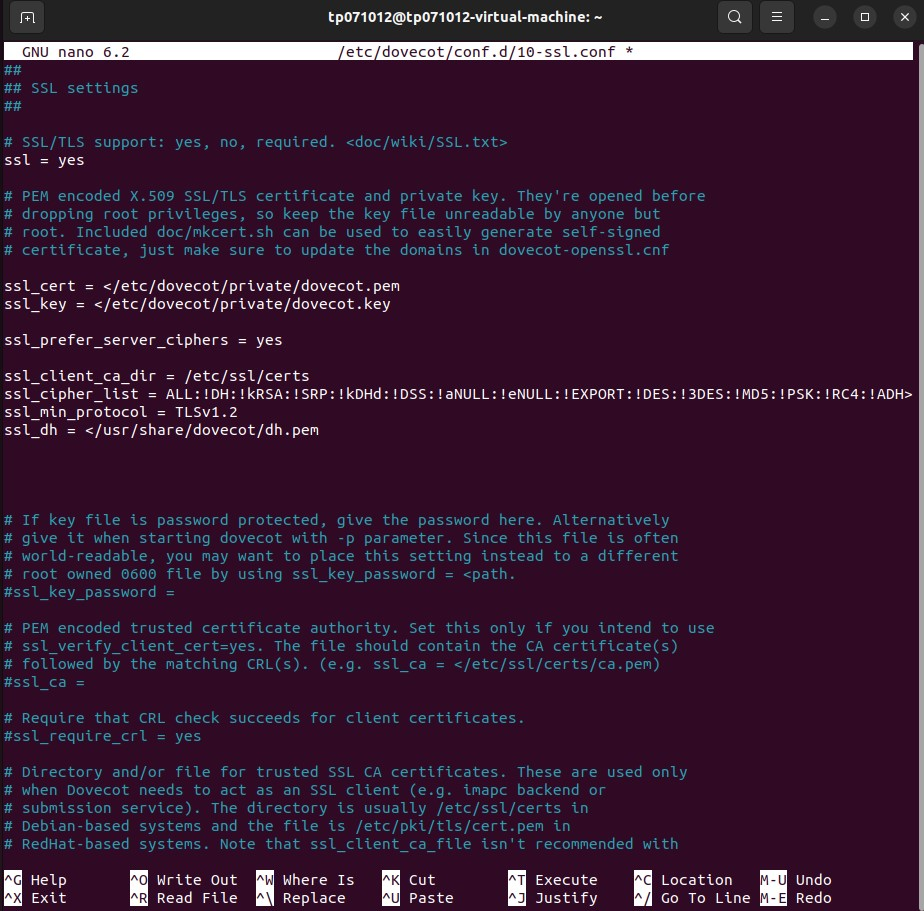 tp071012@tp071012-virtual-machine: ~
GNU nano 6.2 /etc/dovecot/conf.d/10-ssl.conf *
##
## SSL settings
##
# SSL/TLS support: yes, no, required. <doc/wiki/SSL.txt>
ssl = yes
# PEM encoded X.509 SSL/TLS certificate and private key. They're opened before
# dropping root privileges, so keep the key file unreadable by anyone but
# root. Included doc/mkcert.sh can be used to easily generate self-signed
# certificate, just make sure to update the domains in dovecot-openssl.cnf
ssl_cert = </etc/dovecot/private/dovecot.pem
ssl_key = </etc/dovecot/private/dovecot.key
ssl_prefer_server_ciphers = yes
ssl_client_ca_dir = /etc/ssl/certs
ssl_cipher_list = ALL:!DH:!kRSA:!SRP:!kDHd:!DSS:!aNULL:!eNULL:!EXPORT:!DES:!3DES:!MD5:!PSK:!RC4:!ADH>
ssl_min_protocol = TLSv1.2
ssl_dh = </usr/share/dovecot/dh.pem
# If key file is password protected, give the password here. Alternatively
# give it when starting dovecot with -p parameter. Since this file is often
# world-readable, you may want to place this setting instead to a different
# root owned 0600 file by using ssl_key_password = <path.
#ssl_key_password =
# PEM encoded trusted certificate authority. Set this only if you intend to use
# ssl_verify_client_cert=yes. The file should contain the CA certificate(s)
# followed by the matching CRL(s). (e.g. ssl_ca = </etc/ssl/certs/ca.pem)
#ssl_ca =
# Require that CRL check succeeds for client certificates.
#ssl_require_crl = yes
# Directory and/or file for trusted SSL CA certificates. These are used only
# when Dovecot needs to act as an SSL client (e.g. imapc backend or
# submission service). The directory is usually /etc/ssl/certs in
# Debian-based systems and the file is /etc/pki/tls/cert.pem in
# RedHat-based systems. Note that ssl_client_ca_file isn't recommended with
^G Help ^O Write Out ^W Where Is ^K Cut ^T Execute ^C Location M-U Undo
^X Exit ^R Read File ^\ Replace ^U Paste ^J Justify ^/ Go To Line M-E Redo